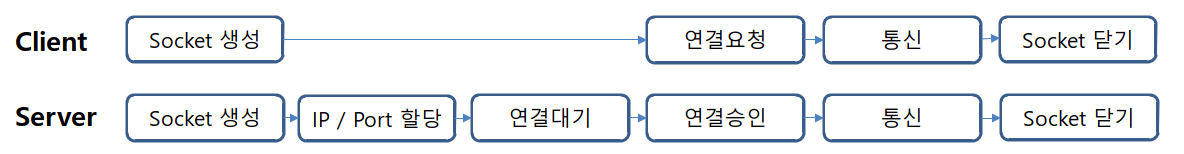 Client Socket 생성 연결요청 통신 Socket 닫기
Server Socket 생성 IP / Port 할당 연결대기 연결승인 통신 Socket 닫기